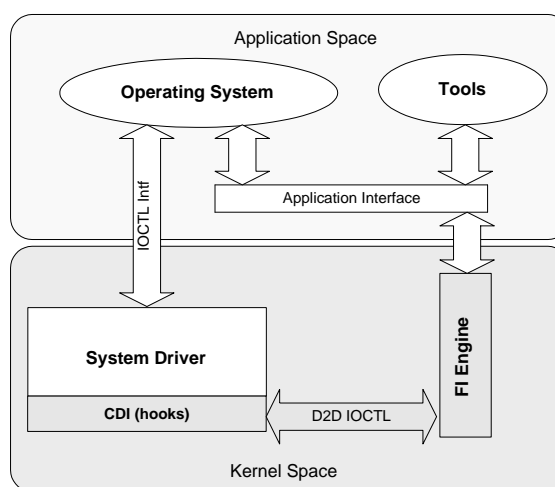 Application Space
Operating System
Tools
Application Interface
IOCTL Intf
System Driver
CDI (hooks)
D2D IOCTL
FI Engine
Kernel Space